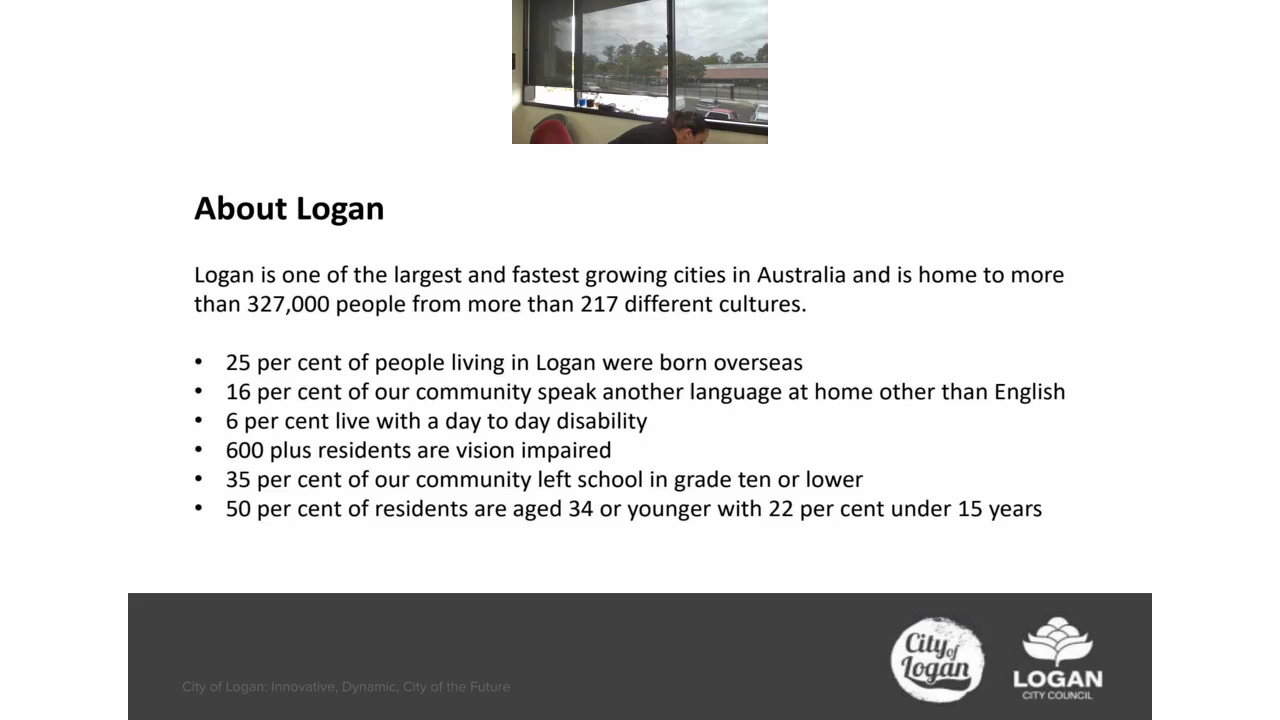 About Logan
Logan is one of the largest and fastest growing cities in Australia and is home to more
than 327,000 people from more than 217 different cultures.
• 25 per cent of people living in Logan were born overseas
• 16 per cent of our community speak another language at home other than English
• 6 per cent live with a day to day disability
• 600 plus residents are vision impaired
• 35 per cent of our community left school in grade ten or lower
• 50 per cent of residents are aged 34 or younger with 22 per cent under 15 years
City of Logan: Innovative, Dynamic, City of the Future
City of
Logan
LOGAN
CITY COUNCIL